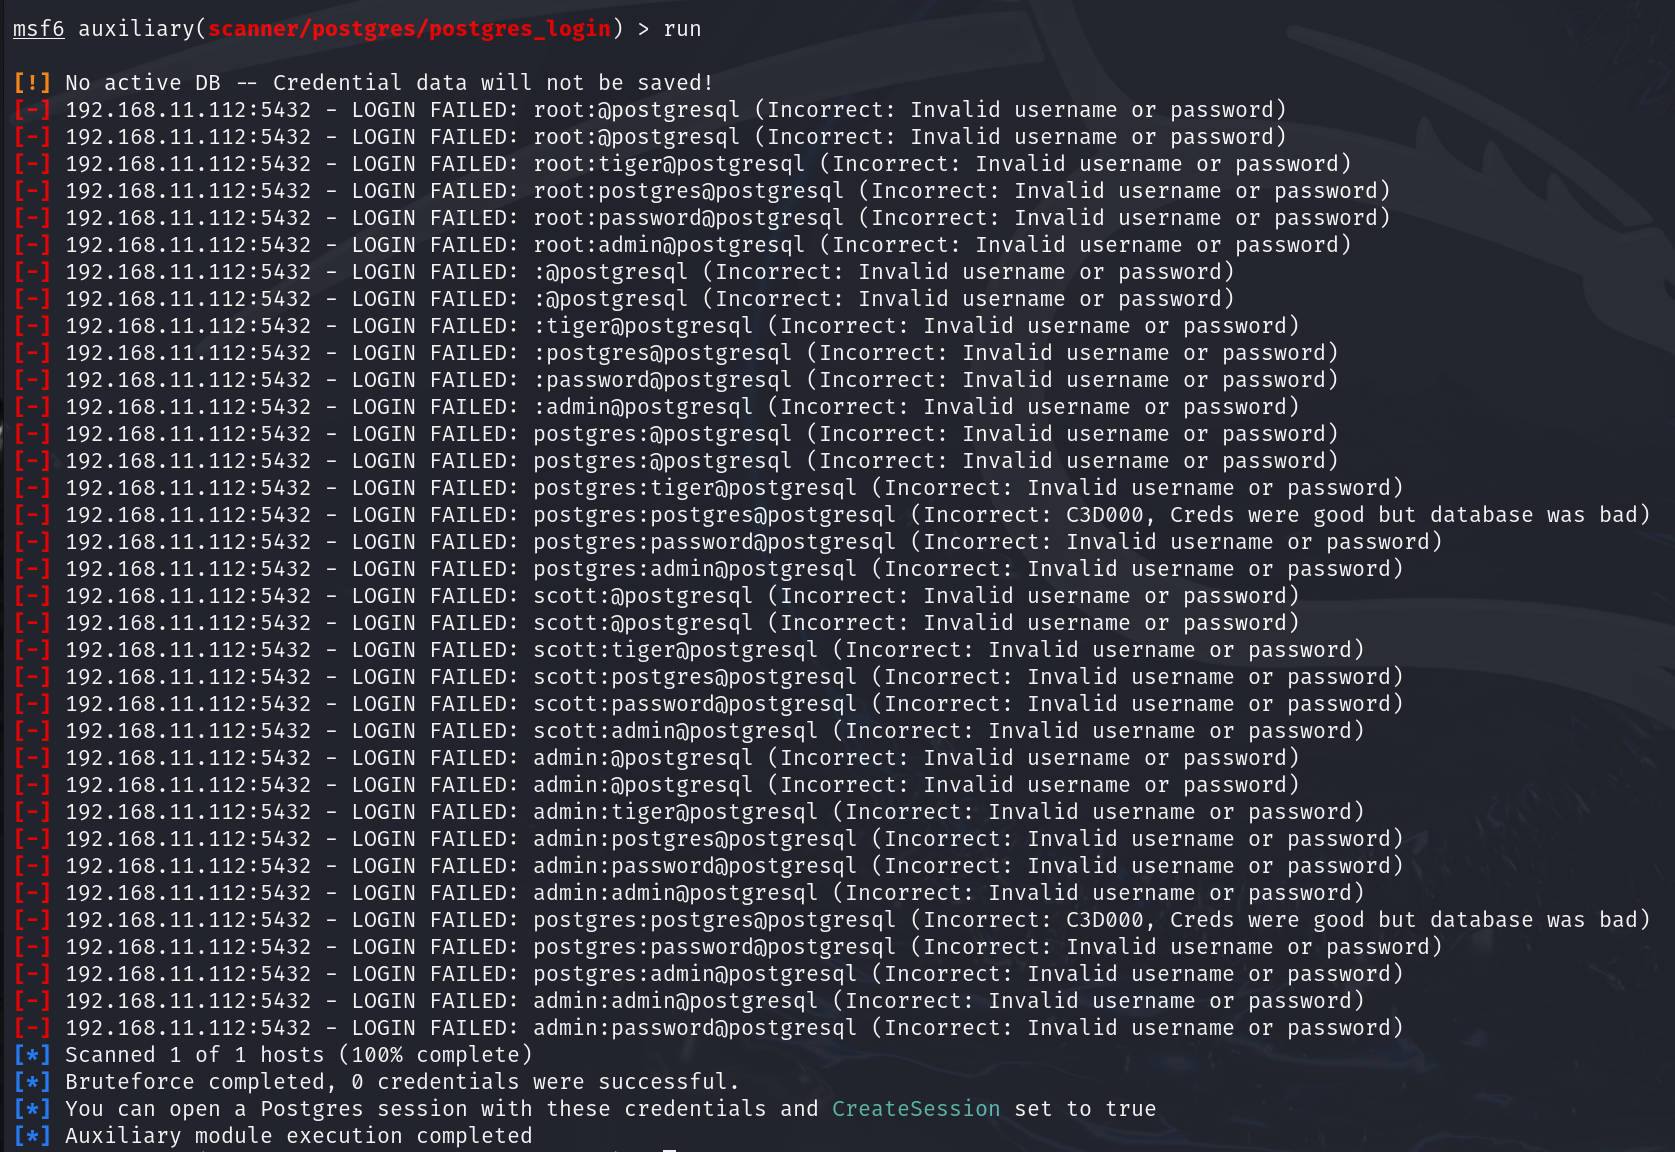 msf6 auxiliary(scanner/postgres/postgres_login) > run
[!] No active DB -- Credential data will not be saved!
[-] 192.168.11.112:5432 - LOGIN FAILED: root:@postgresql (Incorrect: Invalid username or password)
[-] 192.168.11.112:5432 - LOGIN FAILED: root:@postgresql (Incorrect: Invalid username or password)
[-] 192.168.11.112:5432 - LOGIN FAILED: root:tiger@postgresql (Incorrect: Invalid username or password)
[-] 192.168.11.112:5432 - LOGIN FAILED: root:postgres@postgresql (Incorrect: Invalid username or password)
[-] 192.168.11.112:5432 - LOGIN FAILED: root:password@postgresql (Incorrect: Invalid username or password)
[-] 192.168.11.112:5432 - LOGIN FAILED: root:admin@postgresql (Incorrect: Invalid username or password)
[-] 192.168.11.112:5432 - LOGIN FAILED: :@postgresql (Incorrect: Invalid username or password)
[-] 192.168.11.112:5432 - LOGIN FAILED: :@postgresql (Incorrect: Invalid username or password)
[-] 192.168.11.112:5432 - LOGIN FAILED: :tiger@postgresql (Incorrect: Invalid username or password)
[-] 192.168.11.112:5432 - LOGIN FAILED: :postgres@postgresql (Incorrect: Invalid username or password)
[-] 192.168.11.112:5432 - LOGIN FAILED: :password@postgresql (Incorrect: Invalid username or password)
[-] 192.168.11.112:5432 - LOGIN FAILED: :admin@postgresql (Incorrect: Invalid username or password)
[-] 192.168.11.112:5432 - LOGIN FAILED: postgres:@postgresql (Incorrect: Invalid username or password)
[-] 192.168.11.112:5432 - LOGIN FAILED: postgres:@postgresql (Incorrect: Invalid username or password)
[-] 192.168.11.112:5432 - LOGIN FAILED: postgres:tiger@postgresql (Incorrect: Invalid username or password)
[-] 192.168.11.112:5432 - LOGIN FAILED: postgres:postgres@postgresql (Incorrect: C3D000, Creds were good but database was bad)
[-] 192.168.11.112:5432 - LOGIN FAILED: postgres:password@postgresql (Incorrect: Invalid username or password)
[-] 192.168.11.112:5432 - LOGIN FAILED: postgres:admin@postgresql (Incorrect: Invalid username or password)
[-] 192.168.11.112:5432 - LOGIN FAILED: scott:@postgresql (Incorrect: Invalid username or password)
[-] 192.168.11.112:5432 - LOGIN FAILED: scott:@postgresql (Incorrect: Invalid username or password)
[-] 192.168.11.112:5432 - LOGIN FAILED: scott:tiger@postgresql (Incorrect: Invalid username or password)
[-] 192.168.11.112:5432 - LOGIN FAILED: scott:postgres@postgresql (Incorrect: Invalid username or password)
[-] 192.168.11.112:5432 - LOGIN FAILED: scott:password@postgresql (Incorrect: Invalid username or password)
[-] 192.168.11.112:5432 - LOGIN FAILED: scott:admin@postgresql (Incorrect: Invalid username or password)
[-] 192.168.11.112:5432 - LOGIN FAILED: admin:@postgresql (Incorrect: Invalid username or password)
[-] 192.168.11.112:5432 - LOGIN FAILED: admin:@postgresql (Incorrect: Invalid username or password)
[-] 192.168.11.112:5432 - LOGIN FAILED: admin:tiger@postgresql (Incorrect: Invalid username or password)
[-] 192.168.11.112:5432 - LOGIN FAILED: admin:postgres@postgresql (Incorrect: Invalid username or password)
[-] 192.168.11.112:5432 - LOGIN FAILED: admin:password@postgresql (Incorrect: Invalid username or password)
[-] 192.168.11.112:5432 - LOGIN FAILED: admin:admin@postgresql (Incorrect: Invalid username or password)
[-] 192.168.11.112:5432 - LOGIN FAILED: postgres:postgres@postgresql (Incorrect: C3D000, Creds were good but database was bad)
[-] 192.168.11.112:5432 - LOGIN FAILED: postgres:password@postgresql (Incorrect: Invalid username or password)
[-] 192.168.11.112:5432 - LOGIN FAILED: postgres:admin@postgresql (Incorrect: Invalid username or password)
[-] 192.168.11.112:5432 - LOGIN FAILED: admin:admin@postgresql (Incorrect: Invalid username or password)
[-] 192.168.11.112:5432 - LOGIN FAILED: admin:password@postgresql (Incorrect: Invalid username or password)
[*] Scanned 1 of 1 hosts (100% complete)
[*] Bruteforce completed, 0 credentials were successful.
[*] You can open a Postgres session with these credentials and CreateSession set to true
[*] Auxiliary module execution completed